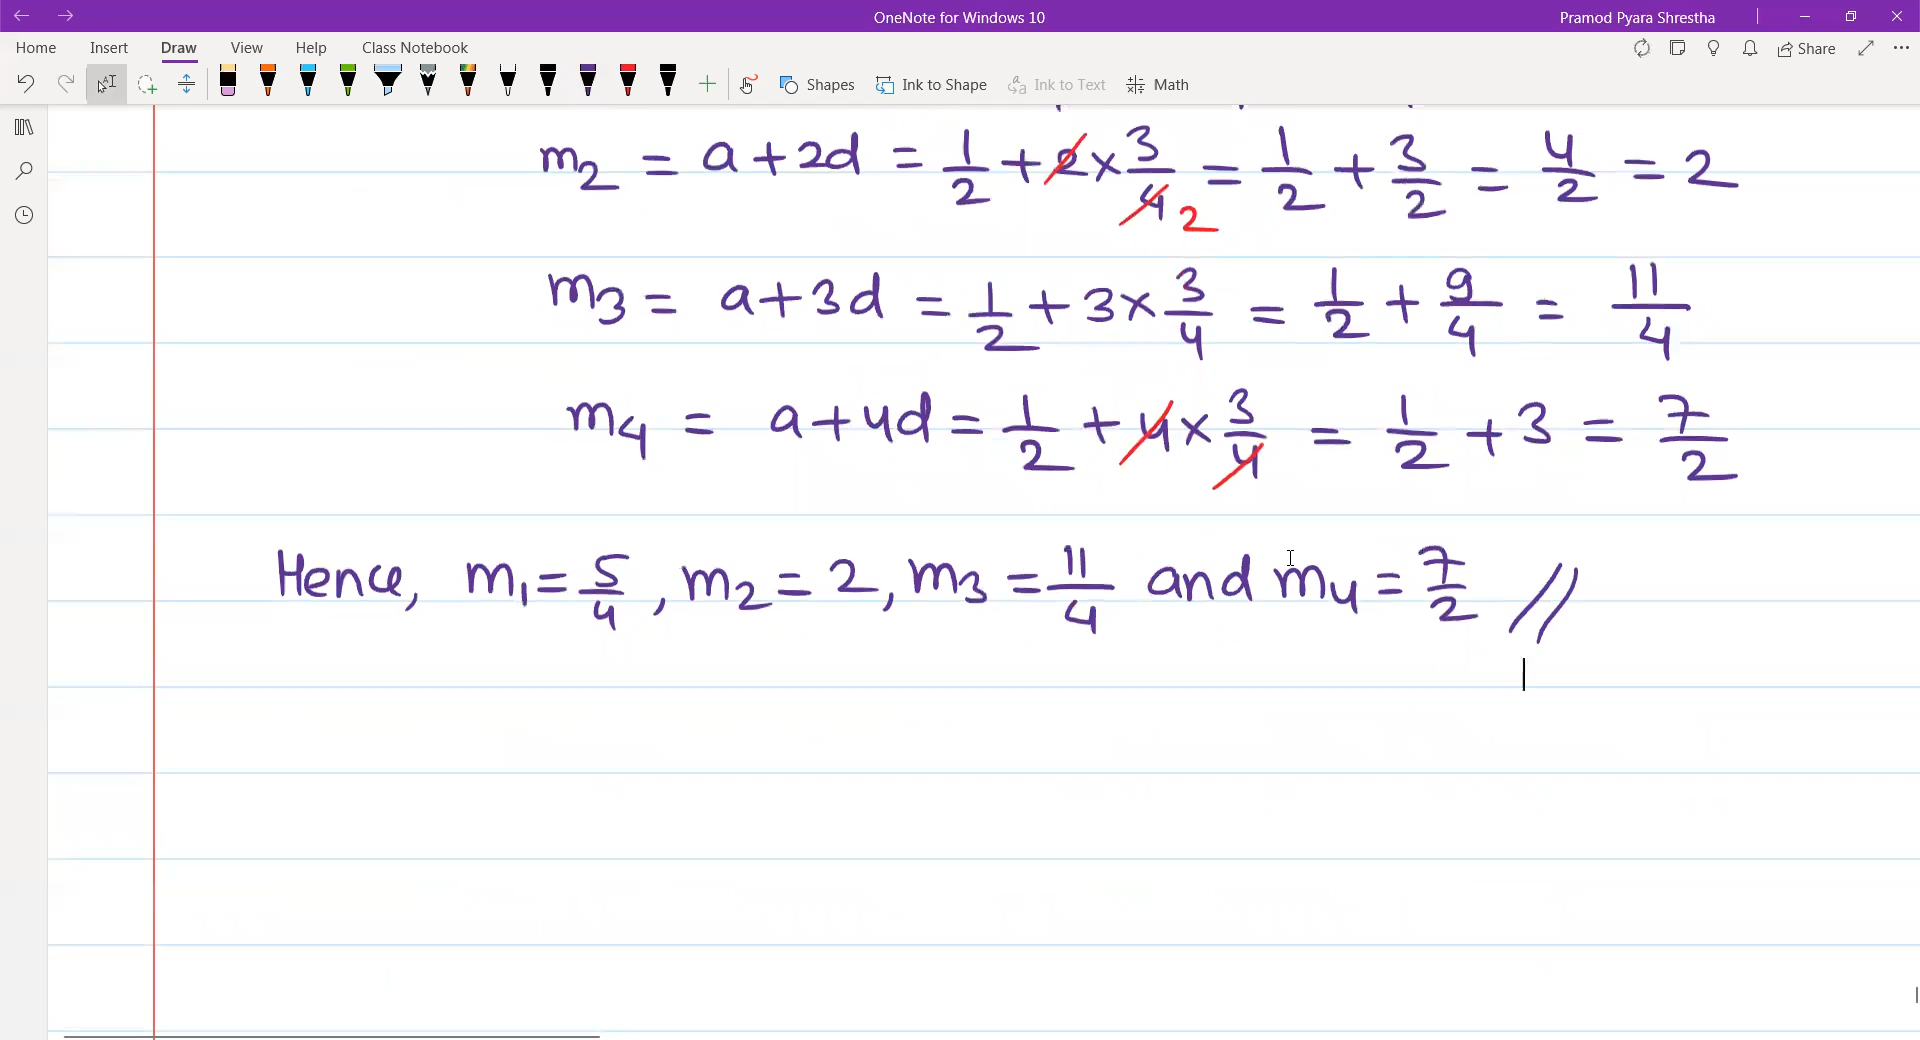 OneNote for Windows 10 Pramod Pyara Shrestha
Home Insert Draw View Help Class Notebook Share
Shapes Ink to Shape Ink to Text Math
m₂ = a+2d = 1/2 + 2×3/4 2 = 1/2 + 3/2 = 4/2 = 2
m₃ = a+3d = 1/2 + 3×3/4 = 1/2 + 9/4 = 11/4
m₄ = a+4d = 1/2 + 4×3/4 = 1/2 + 3 = 7/2
Hence, m₁ = 5/4, m₂ = 2, m₃ = 11/4 and m₄ = 7/2 //